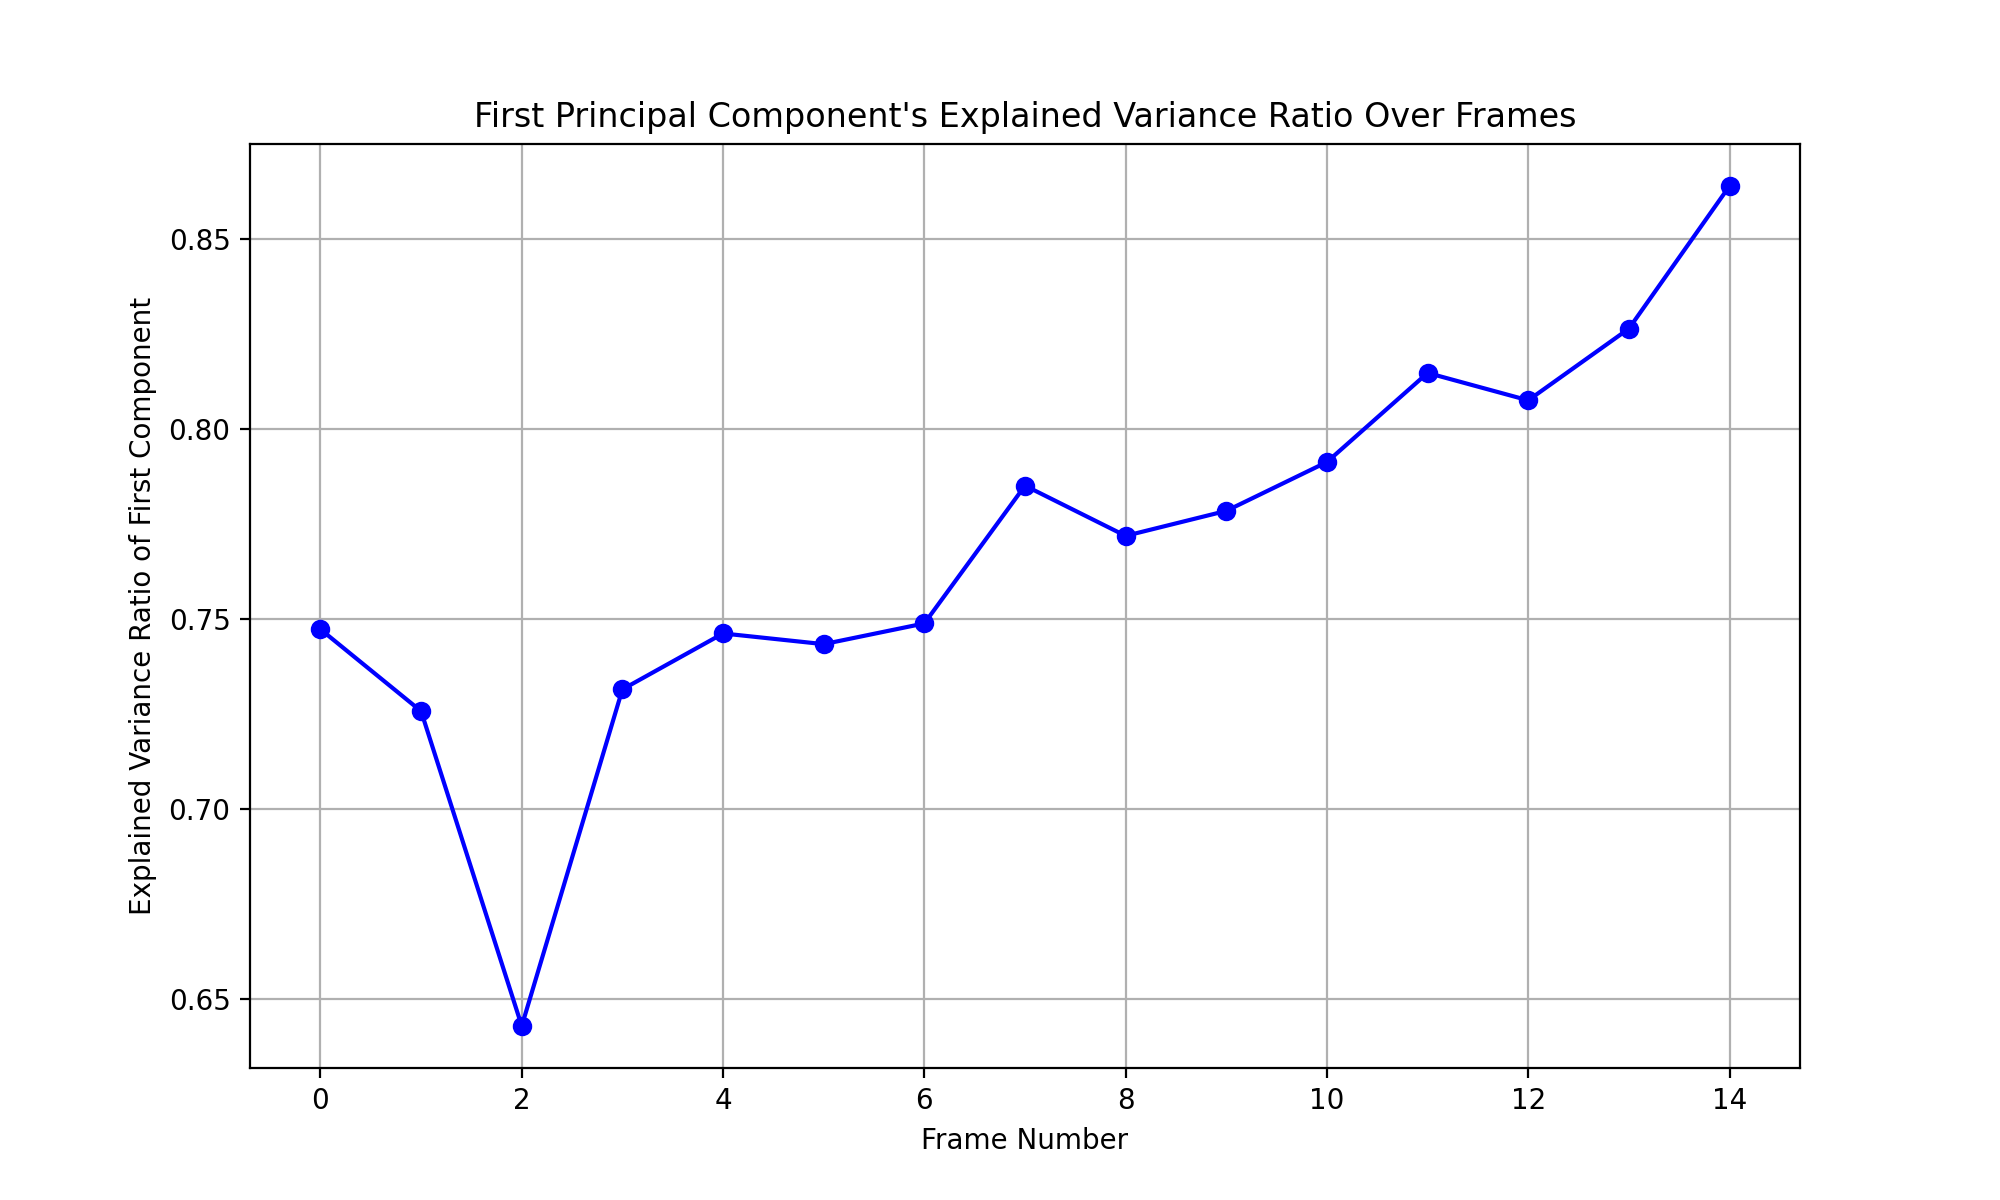 First Principal Component's Explained Variance Ratio Over Frames
Explained Variance Ratio of First Component
0.85
0.80
0.75
0.70
0.65
0 2 4 6 8 10 12 14
Frame Number